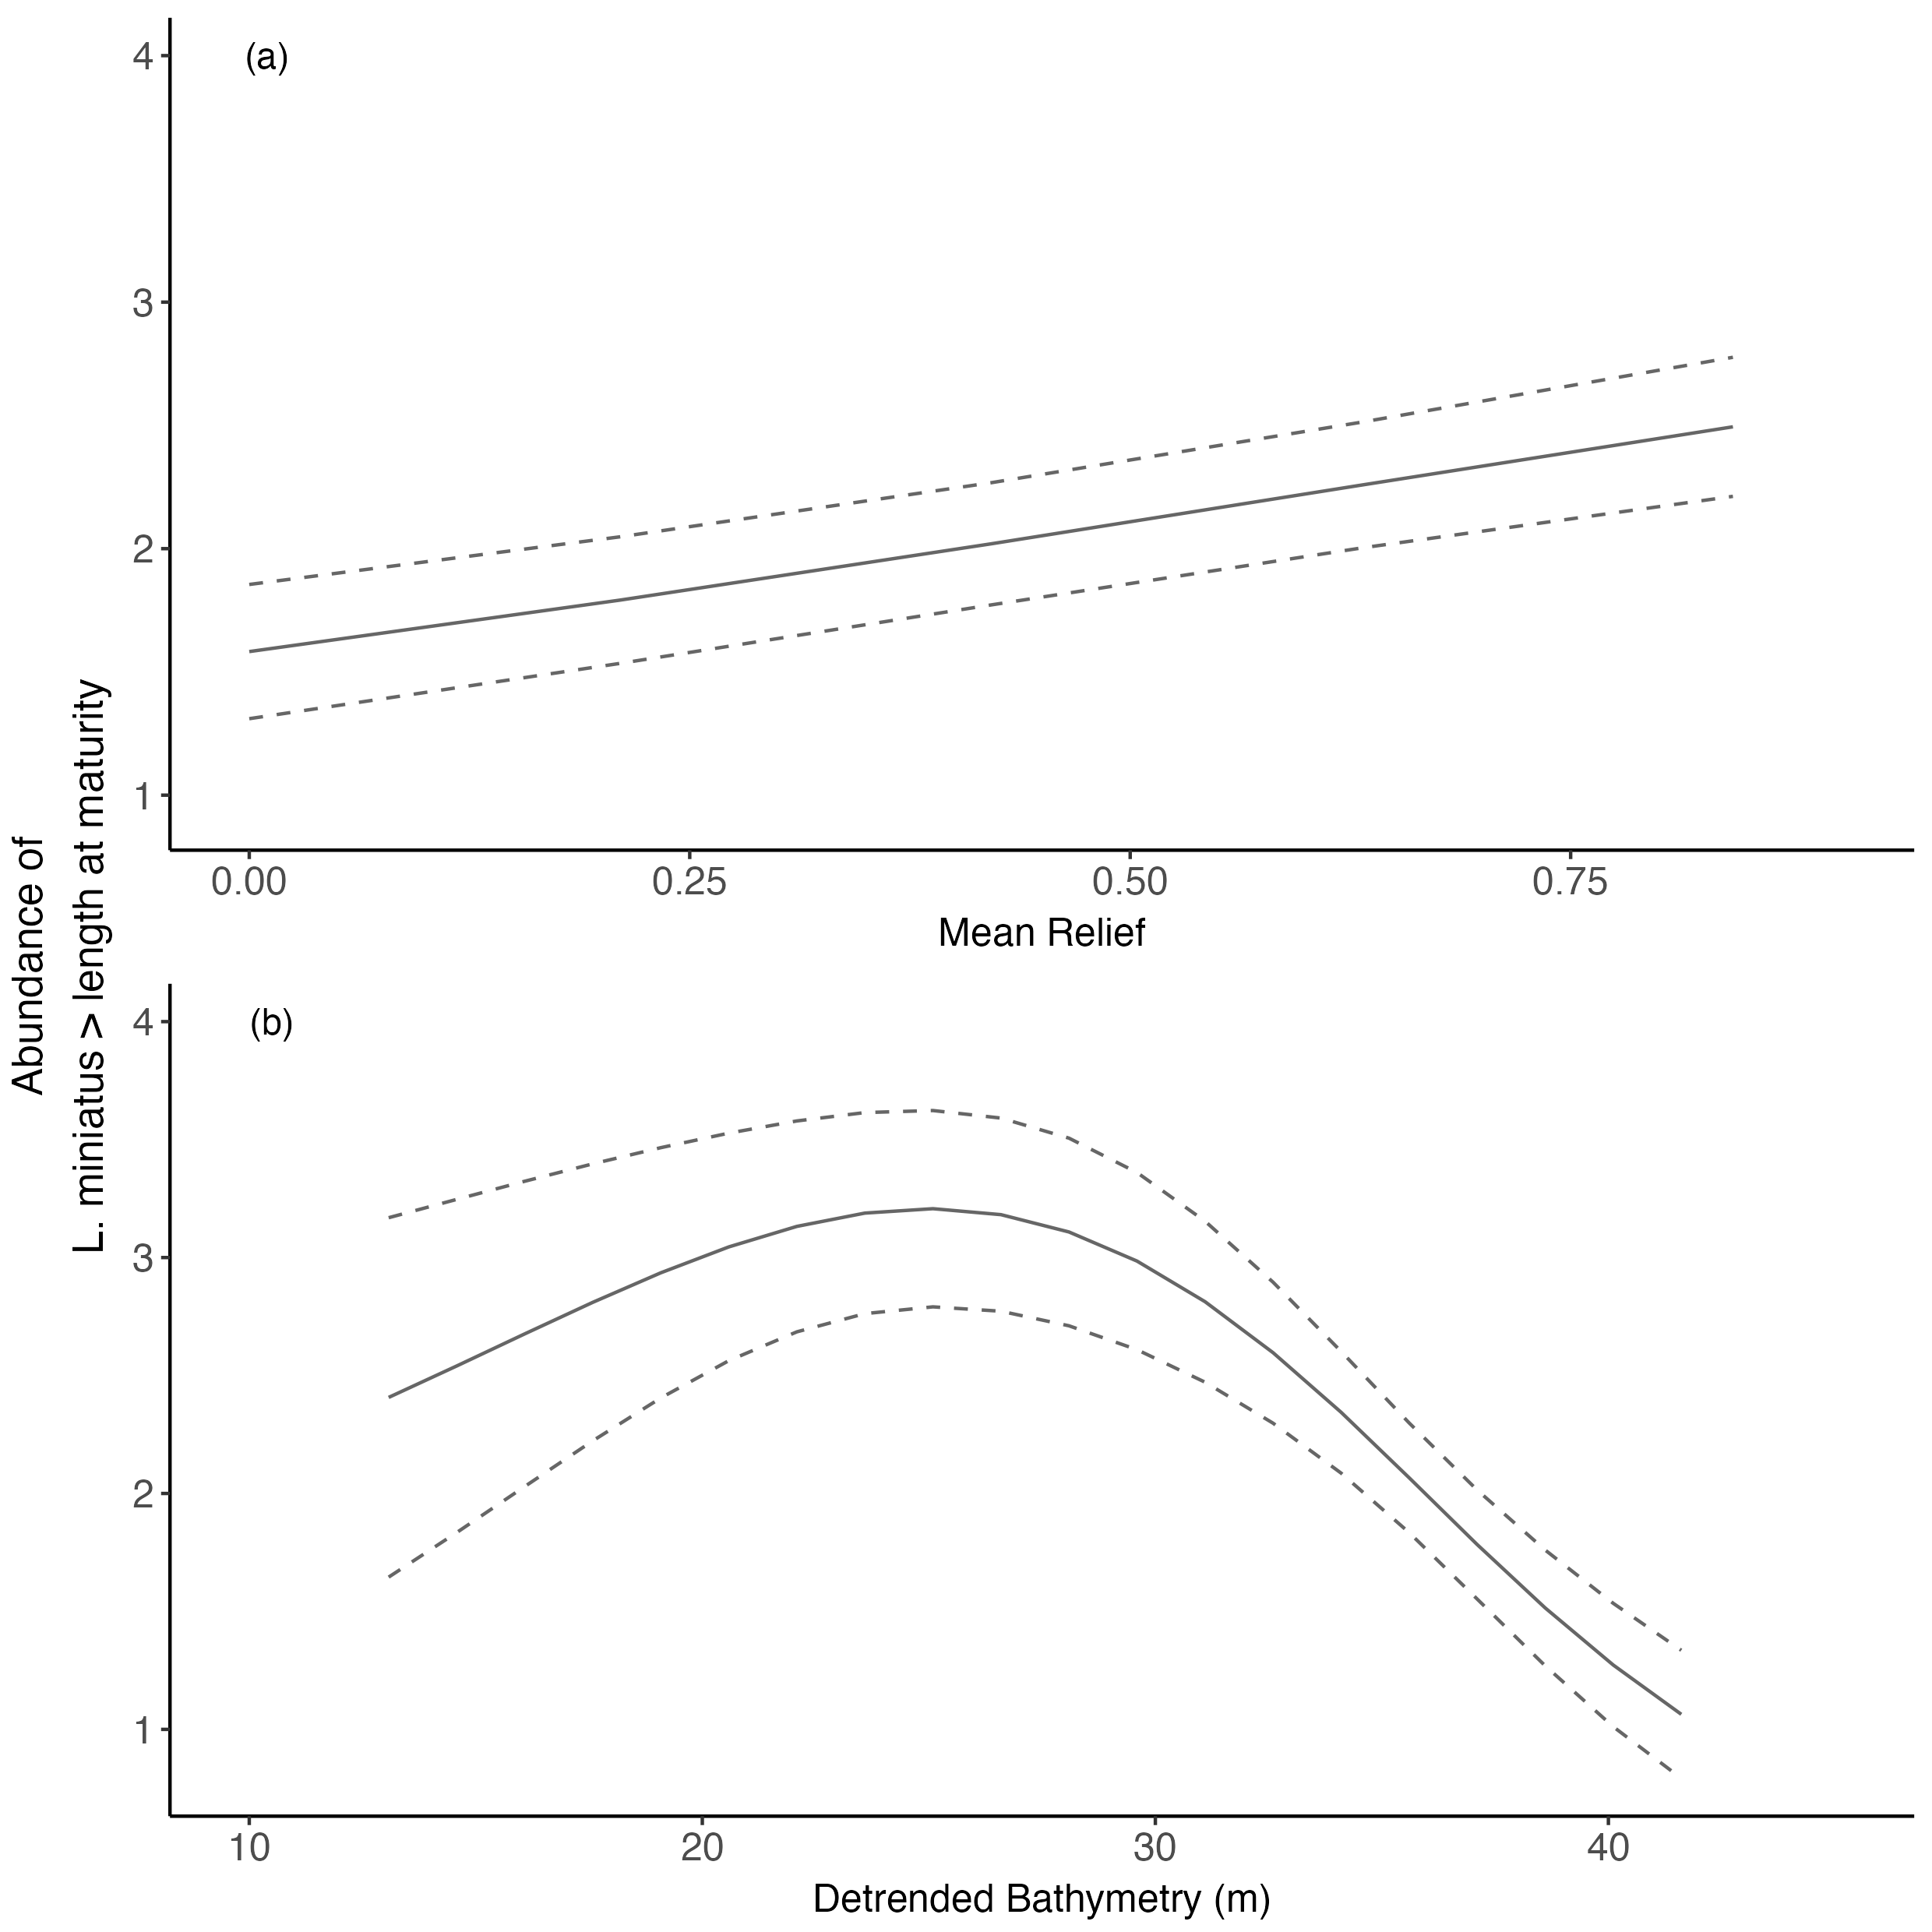 Abundance of
L. miniatus > length at maturity
(a)
4
3
2
1
0.00 0.25 0.50 0.75
Mean Relief
(b)
4
3
2
1
10 20 30 40
Detrended Bathymetry (m)